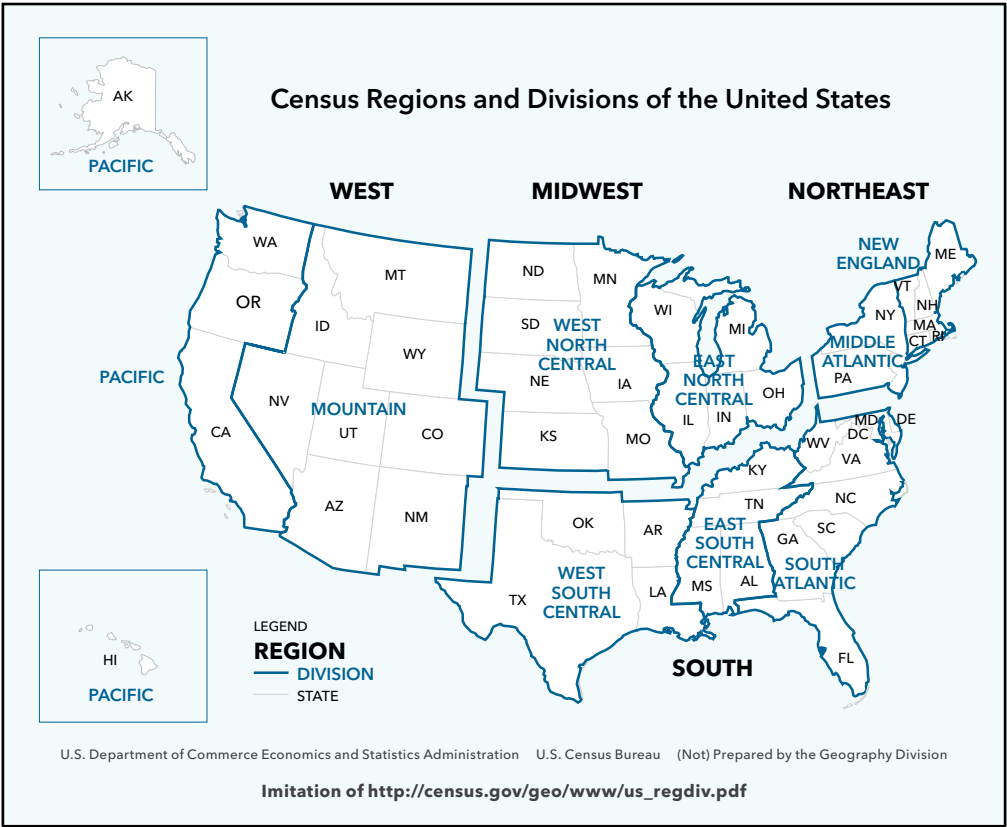 AK
PACIFIC
Census Regions and Divisions of the United States
WEST
MIDWEST
NORTHEAST
WA
OR
CA
PACIFIC
MT
ID
WY
NV
MOUNTAIN
UT
CO
AZ
NM
ND
MN
SD
WEST
NORTH
CENTRAL
NE
IA
KS
MO
WI
MI
EAST
NORTH
CENTRAL
IL
IN
OH
NEW
ENGLAND
ME
VT
NH
NY
MA
CT
RI
MIDDLE
ATLANTIC
PA
OK
AR
WEST
SOUTH
CENTRAL
TX
LA
KY
TN
EAST
SOUTH
CENTRAL
MS
AL
MD
DE
DC
WV
VA
NC
SC
GA
SOUTH
ATLANTIC
FL
SOUTH
HI
PACIFIC
LEGEND
REGION
DIVISION
STATE
U.S. Department of Commerce Economics and Statistics Administration U.S. Census Bureau (Not) Prepared by the Geography Division
Imitation of http://census.gov/geo/www/us_regdiv.pdf